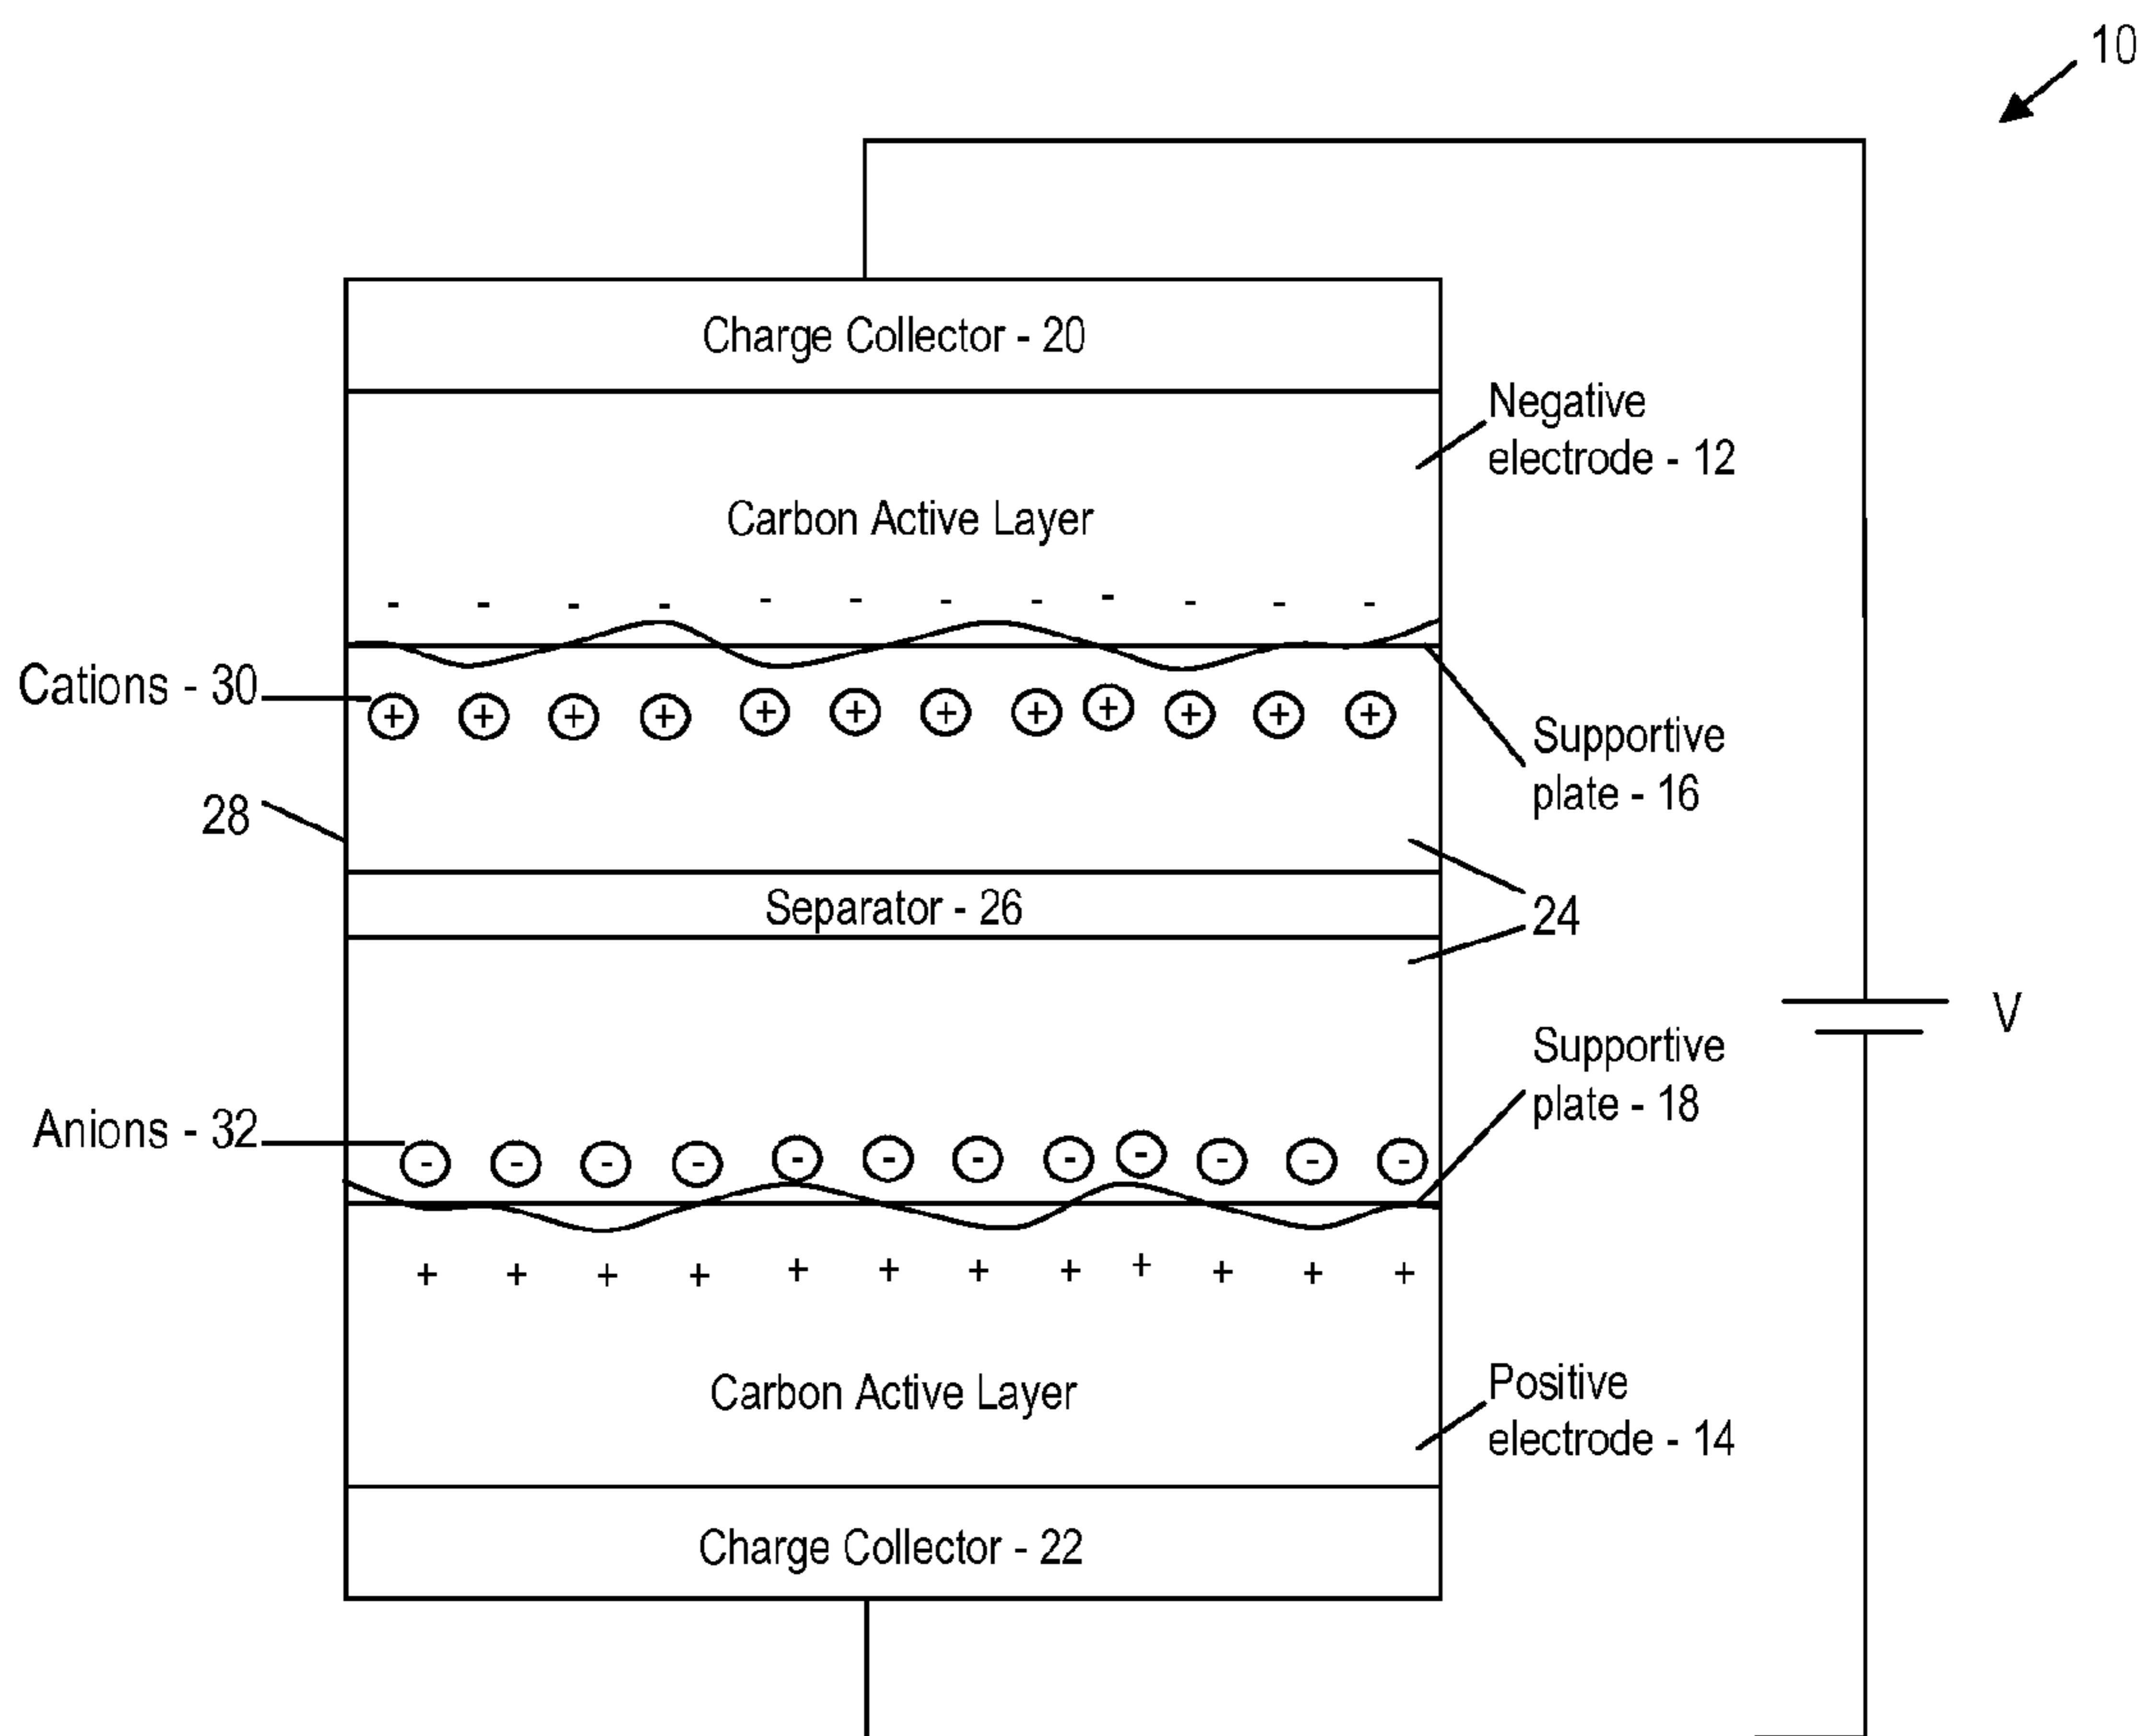 10
Charge Collector - 20
Negative
electrode - 12
Carbon Active Layer
- - - - - - - - - - - -
Cations - 30
+ + + + + + + + + + + +
Supportive
plate - 16
28
Separator - 26
24
V
Supportive
plate - 18
Anions - 32
- - - - - - - - - - - -
+ + + + + + + + + + + +
Positive
electrode - 14
Carbon Active Layer
Charge Collector - 22